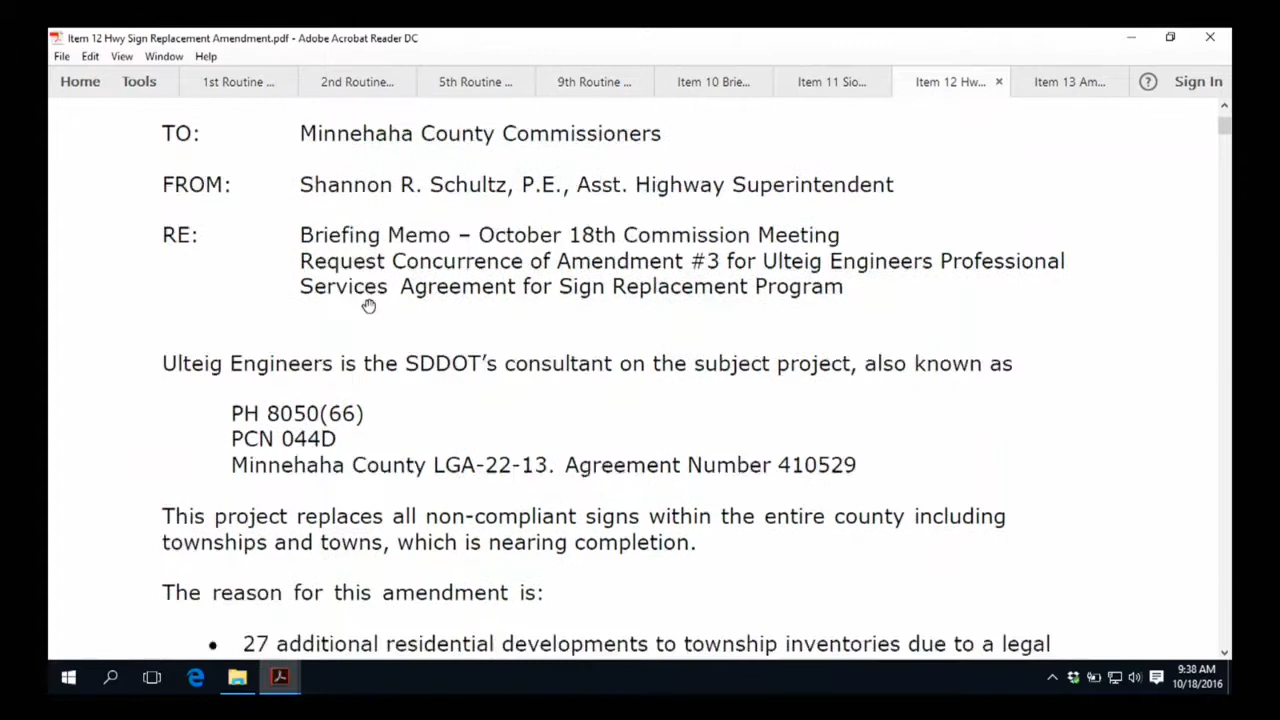 Item 12 Hwy Sign Replacement Amendment.pdf - Adobe Acrobat Reader DC
File Edit View Window Help
Home Tools 1st Routine ... 2nd Routine... 5th Routine ... 9th Routine ... Item 10 Brie... Item 11 Sio... Item 12 Hw... × Item 13 Am... ? Sign In
TO: Minnehaha County Commissioners
FROM: Shannon R. Schultz, P.E., Asst. Highway Superintendent
RE: Briefing Memo – October 18th Commission Meeting
Request Concurrence of Amendment #3 for Ulteig Engineers Professional
Services Agreement for Sign Replacement Program
Ulteig Engineers is the SDDOT’s consultant on the subject project, also known as
PH 8050(66)
PCN 044D
Minnehaha County LGA-22-13. Agreement Number 410529
This project replaces all non-compliant signs within the entire county including
townships and towns, which is nearing completion.
The reason for this amendment is:
• 27 additional residential developments to township inventories due to a legal
9:38 AM
10/18/2016